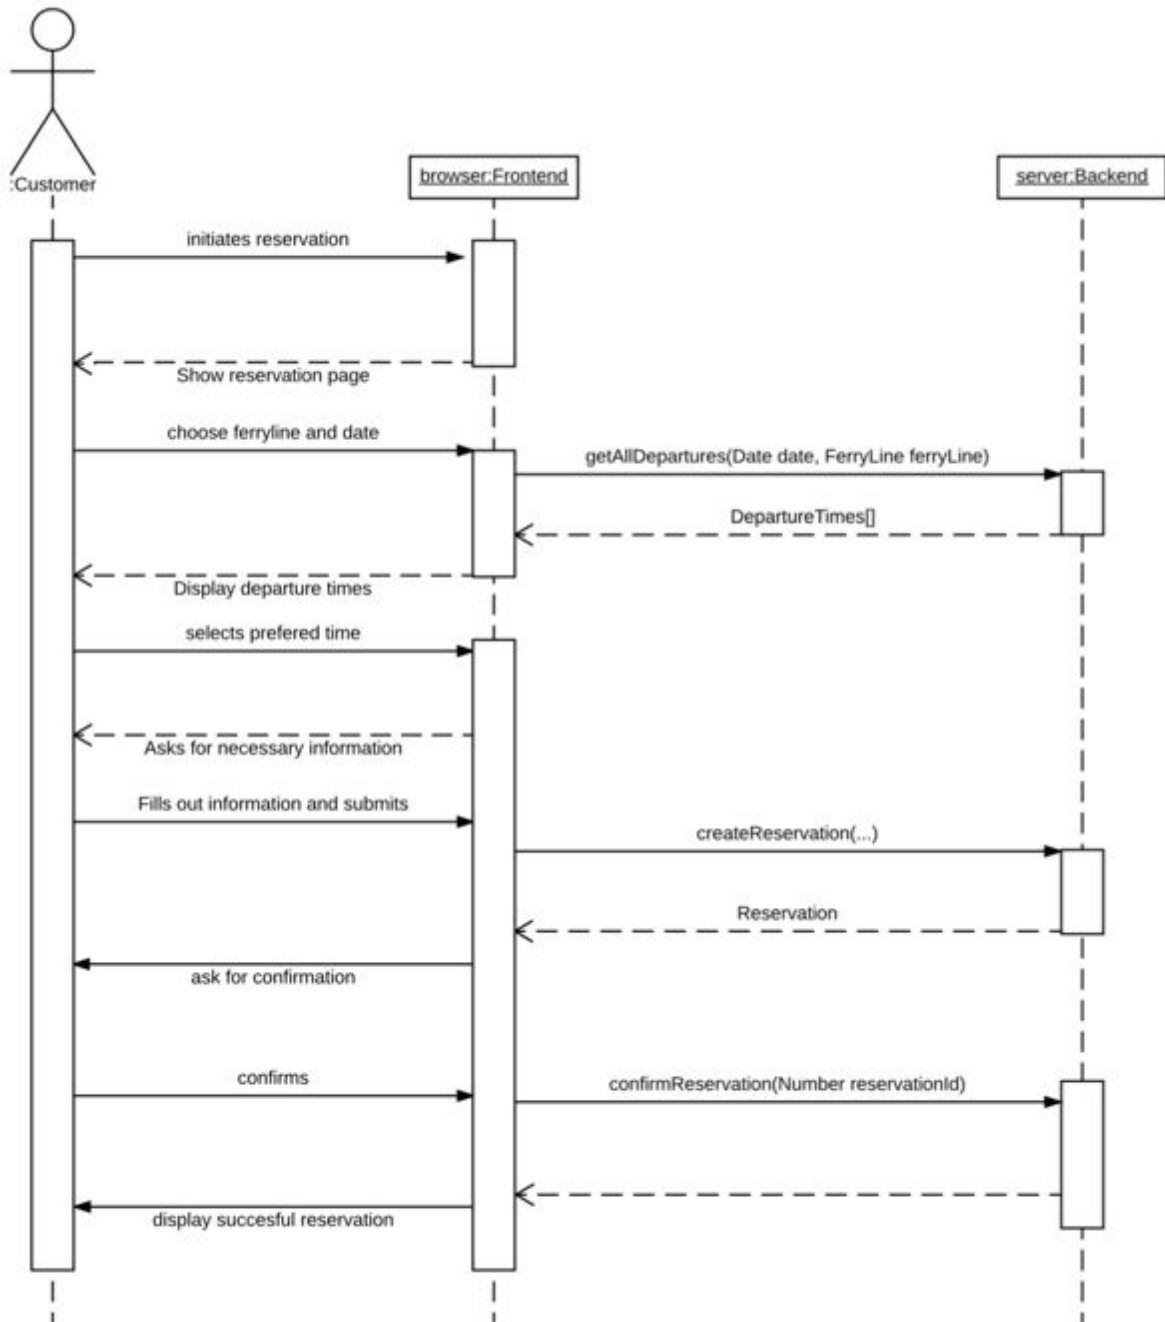 :Customer
browser:Frontend
server:Backend
initiates reservation
Show reservation page
choose ferryline and date
getAllDepartures(Date date, FerryLine ferryLine)
DepartureTimes[]
Display departure times
selects prefered time
Asks for necessary information
Fills out information and submits
createReservation(...)
Reservation
ask for confirmation
confirms
confirmReservation(Number reservationId)
display succesful reservation